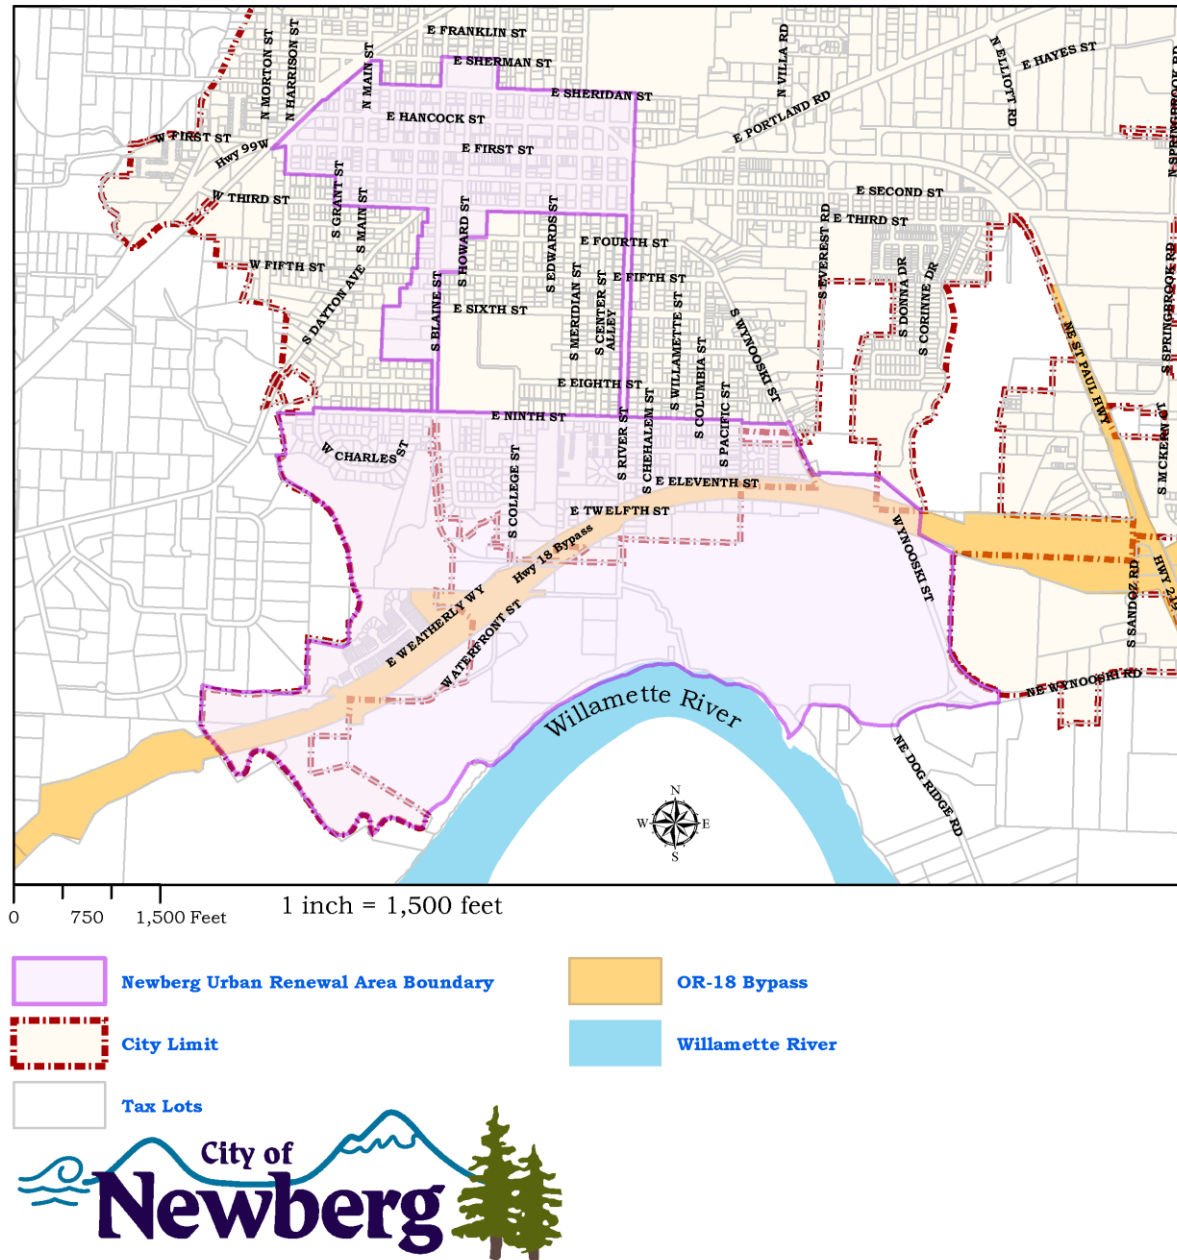 E FRANKLIN ST
E SHERMAN ST
E SHERIDAN ST
N MORTON ST
N HARRISON ST
N MAIN ST
N VILLA RD
N ELLIOTT RD
E HAYES ST
E PORTLAND RD
N SPRINGBROOK RD
W FIRST ST
Hwy 99W
E HANCOCK ST
E FIRST ST
W THIRD ST
S GRANT ST
S MAIN ST
E SECOND ST
E THIRD ST
S HOWARD ST
S EDWARDS ST
E FOURTH ST
S EVEREST RD
W FIFTH ST
E FIFTH ST
S DAYTON AVE
S BLAINE ST
E SIXTH ST
S MERIDIAN ST
S CENTER ST
ALLEY
S WILLAMETTE ST
S COLUMBIA ST
S WYNOOSKI ST
S DONNA DR
S CORINNE DR
NE ST PAUL HWY
S SPRINGBROOK RD
E EIGHTH ST
S PACIFIC ST
E NINTH ST
S RIVER ST
S CHEHALEM ST
W CHARLES ST
S COLLEGE ST
E ELEVENTH ST
E TWELFTH ST
S MCKERN CT
Hwy 18 Bypass
WYNOOSKI ST
HWY 219
S SANDOZ RD
E WEATHERLY WY
WATERFRONT ST
NE WYNOOSKI RD
Willamette River
NE DOG RIDGE RD
N
W E
S
0 750 1,500 Feet
1 inch = 1,500 feet
Newberg Urban Renewal Area Boundary
OR-18 Bypass
City Limit
Willamette River
Tax Lots
City of
Newberg